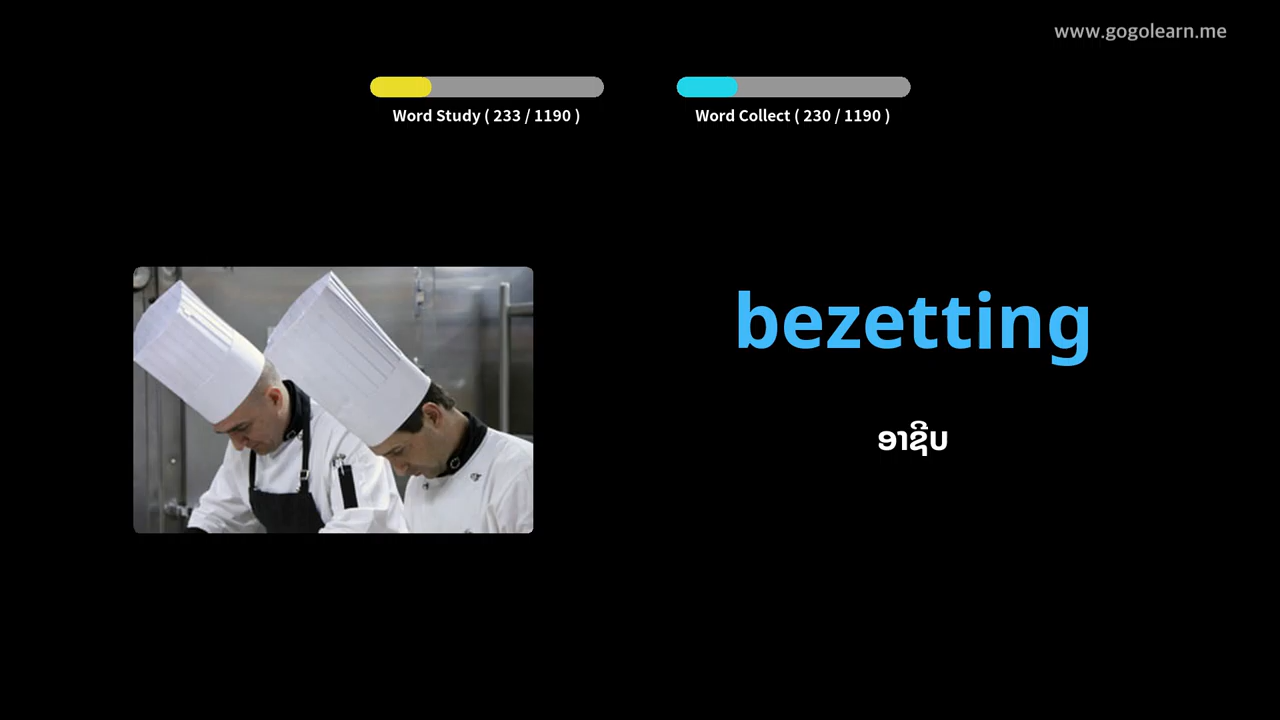 www.gogolearn.me
Word Study ( 233 / 1190 )
Word Collect ( 230 / 1190 )
bezetting
ອາຊີບ